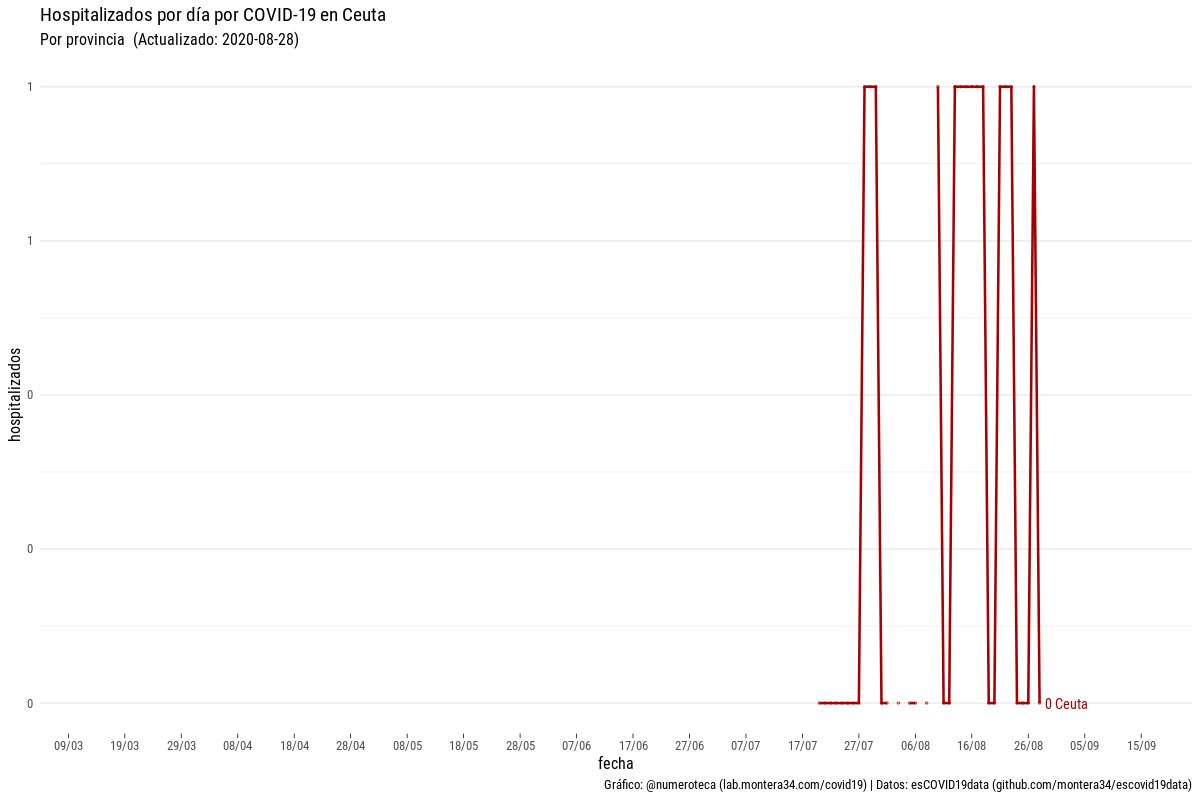 Hospitalizados por día por COVID-19 en Ceuta
Por provincia  (Actualizado: 2020-08-28)
hospitalizados
1
1
0
0
0
0 Ceuta
09/03 19/03 29/03 08/04 18/04 28/04 08/05 18/05 28/05 07/06 17/06 27/06 07/07 17/07 27/07 06/08 16/08 26/08 05/09 15/09
fecha
Gráfico: @numeroteca (lab.montera34.com/covid19) | Datos: esCOVID19data (github.com/montera34/escovid19data)